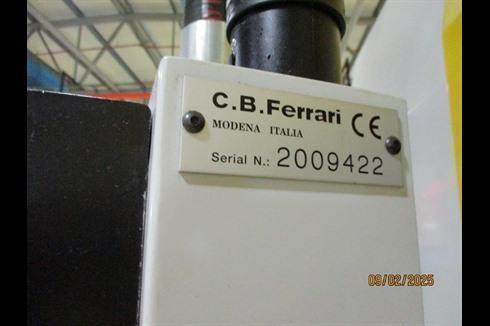 C.B.Ferrari CE
MODENA ITALIA
Serial N.: 2009422
09/02/2025